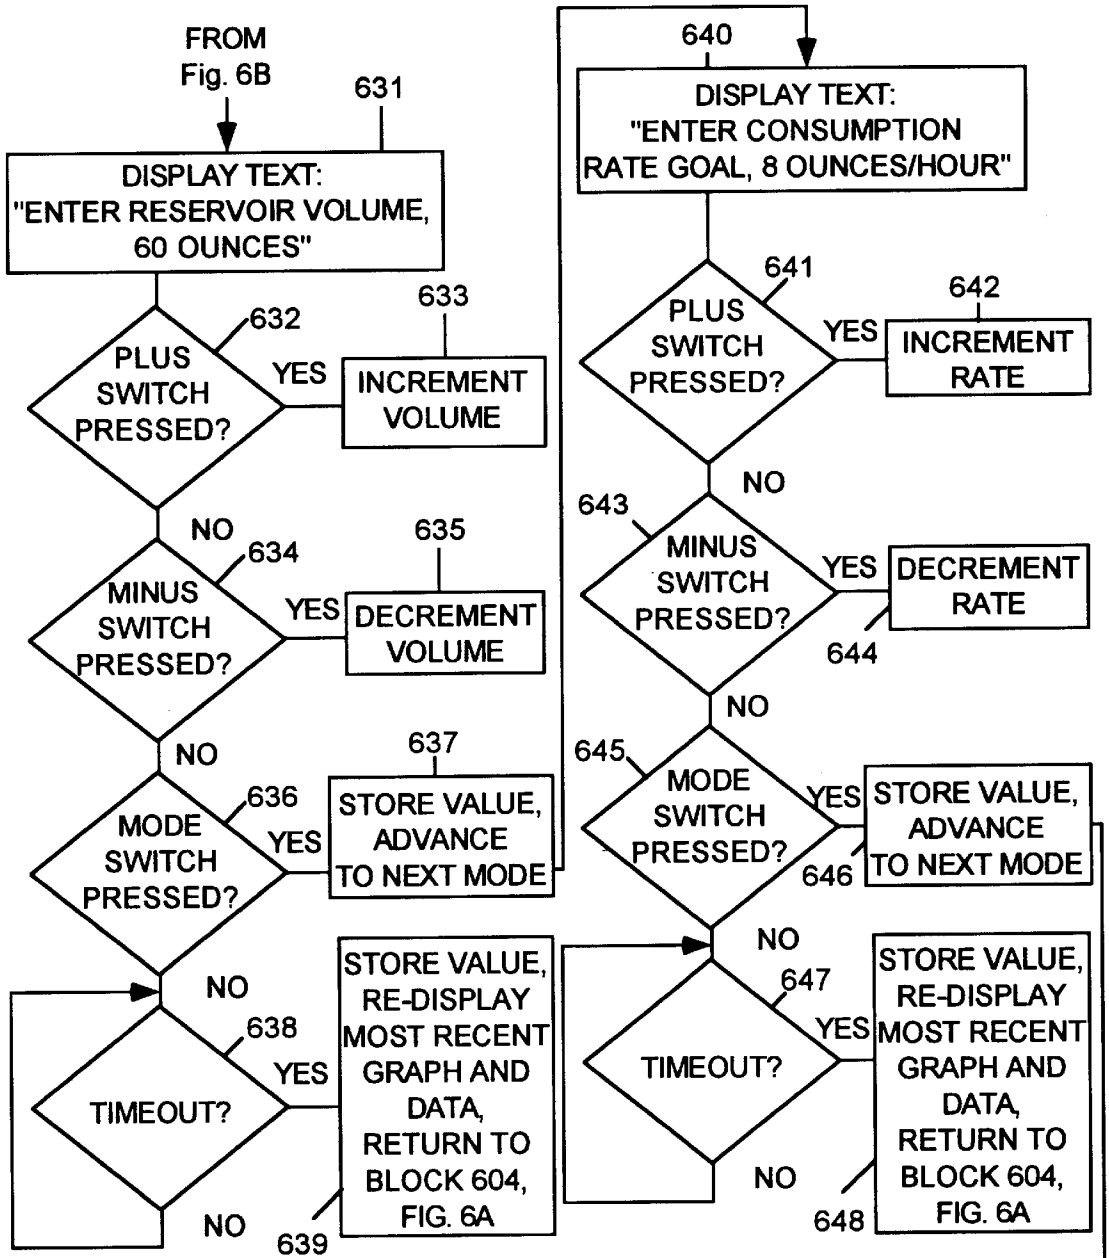 FROM
Fig. 6B
631
DISPLAY TEXT:
"ENTER RESERVOIR VOLUME,
60 OUNCES"
632
PLUS
SWITCH
PRESSED?
YES
633
INCREMENT
VOLUME
NO
634
MINUS
SWITCH
PRESSED?
YES
635
DECREMENT
VOLUME
NO
636
MODE
SWITCH
PRESSED?
YES
637
STORE VALUE,
ADVANCE
TO NEXT MODE
NO
638
TIMEOUT?
YES
STORE VALUE,
RE-DISPLAY
MOST RECENT
GRAPH AND
DATA,
RETURN TO
BLOCK 604,
FIG. 6A
639
NO
640
DISPLAY TEXT:
"ENTER CONSUMPTION
RATE GOAL, 8 OUNCES/HOUR"
641
PLUS
SWITCH
PRESSED?
YES
642
INCREMENT
RATE
NO
643
MINUS
SWITCH
PRESSED?
YES
DECREMENT
RATE
644
NO
645
MODE
SWITCH
PRESSED?
YES
STORE VALUE,
ADVANCE
TO NEXT MODE
646
NO
647
TIMEOUT?
YES
STORE VALUE,
RE-DISPLAY
MOST RECENT
GRAPH AND
DATA,
RETURN TO
BLOCK 604,
FIG. 6A
648
NO